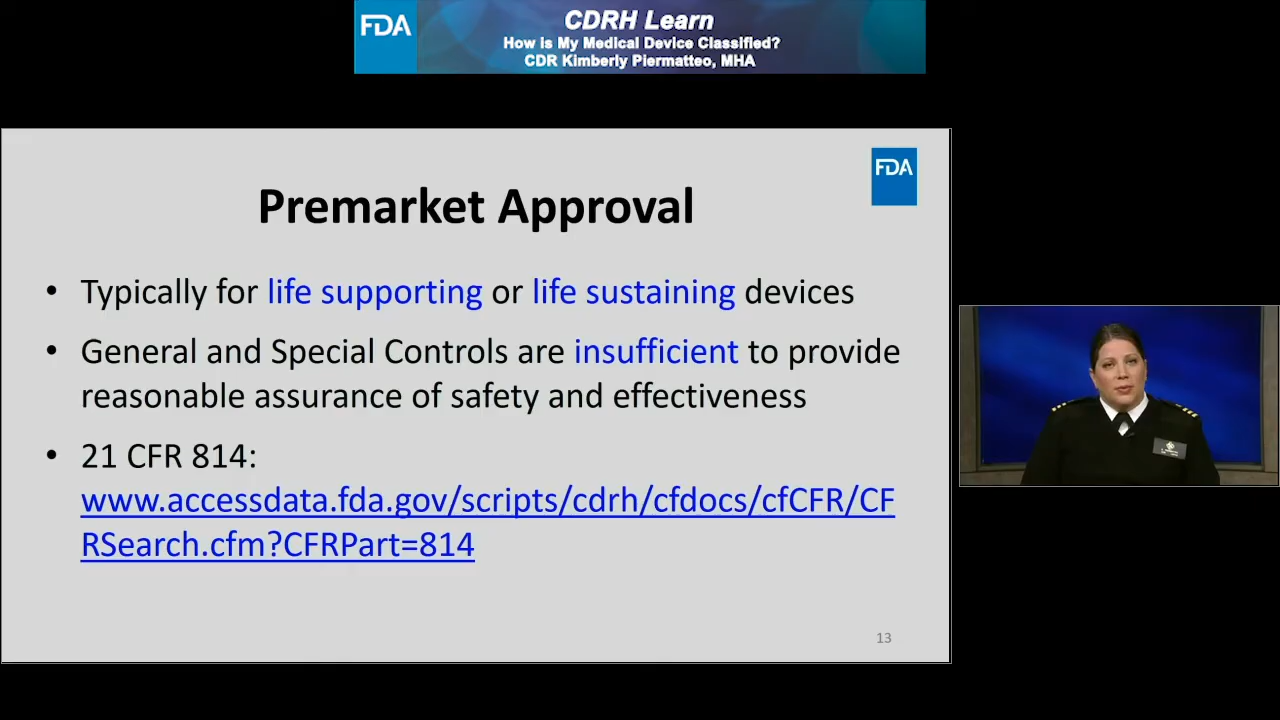 FDA
CDRH Learn
How is My Medical Device Classified?
CDR Kimberly Piermatteo, MHA
FDA
Premarket Approval
• Typically for life supporting or life sustaining devices
• General and Special Controls are insufficient to provide
reasonable assurance of safety and effectiveness
• 21 CFR 814:
www.accessdata.fda.gov/scripts/cdrh/cfdocs/cfCFR/CF
RSearch.cfm?CFRPart=814
13